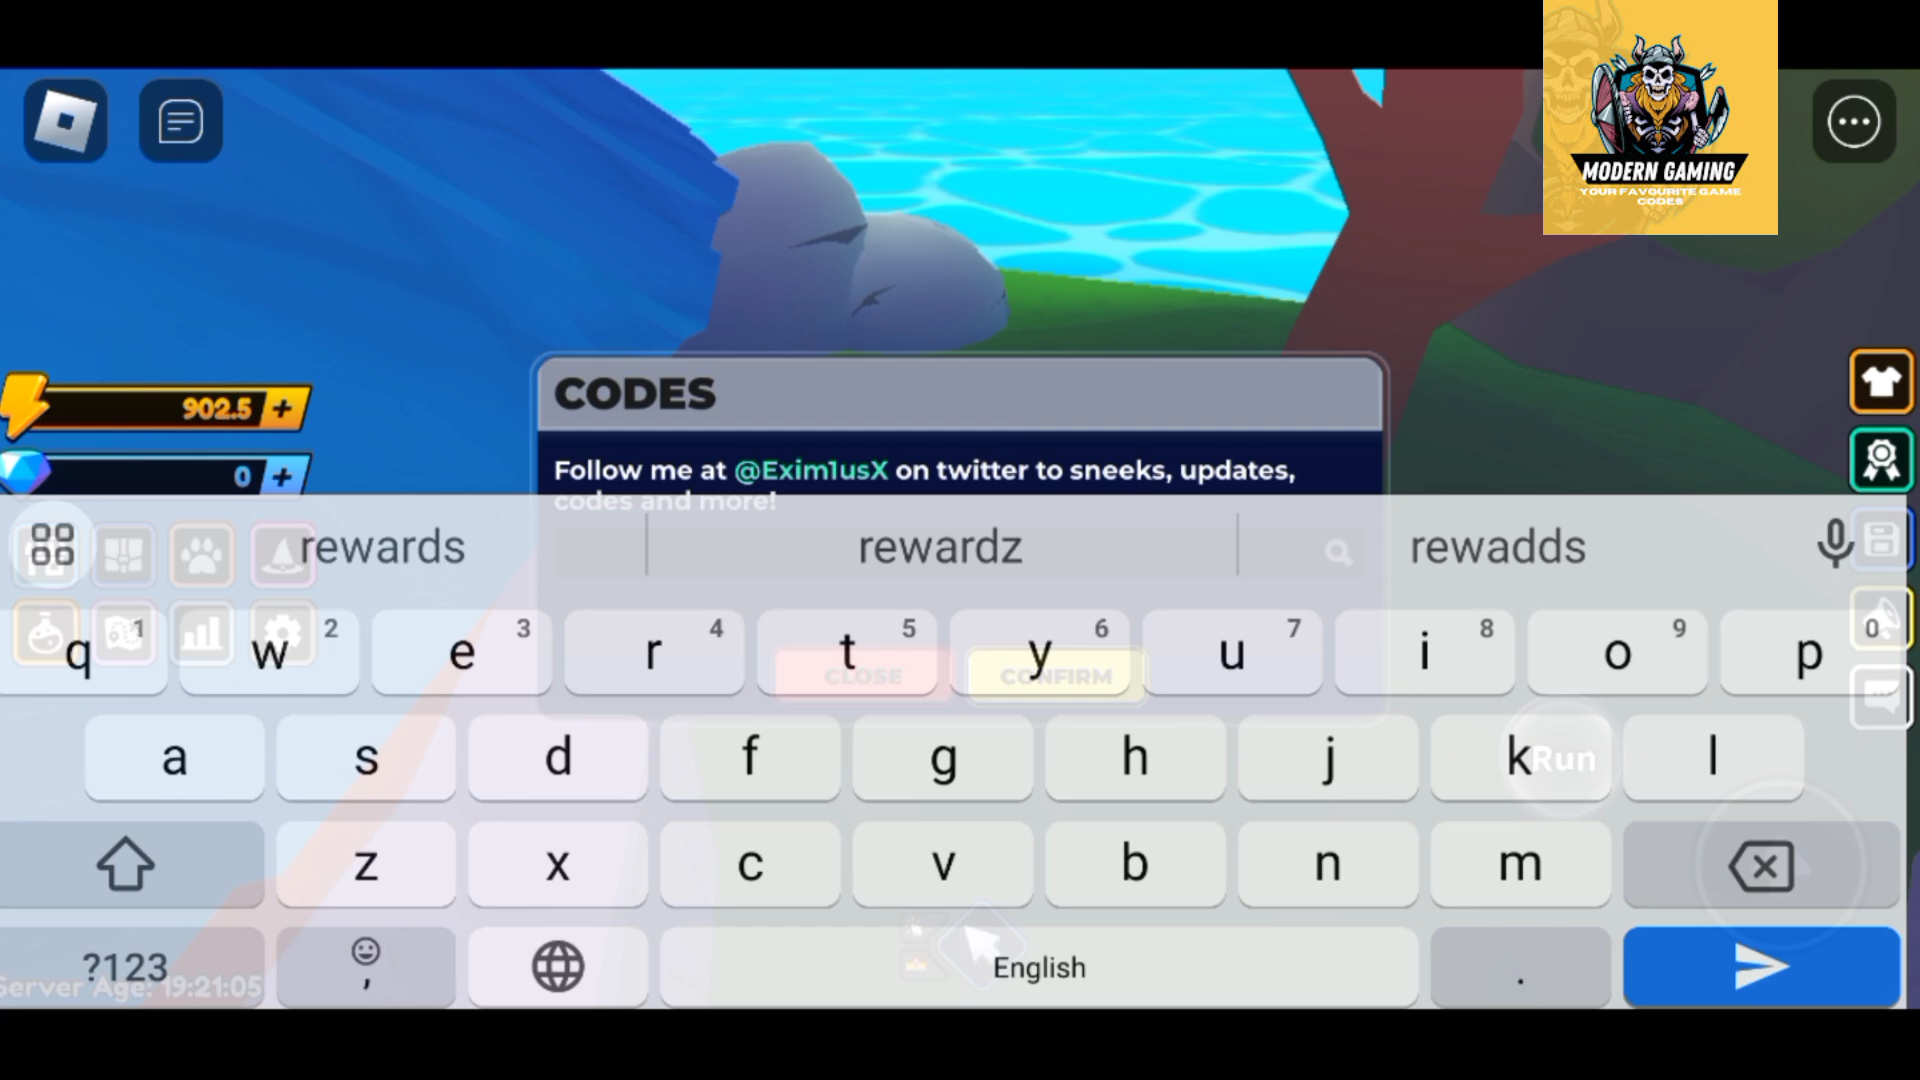 MODERN GAMING
YOUR FAVOURITE GAME
CODES
902.5 +
0 +
CODES
Follow me at @Exim1usX on twitter to sneeks, updates,
codes and more!
rewards rewardz rewadds
q 1 w 2 e 3 r 4 t 5 y 6 u 7 i 8 o 9 p 0
CLOSE CONFIRM
a s d f g h j k l
Run
z x c v b n m
?123 , English .
Server Age: 19:21:05